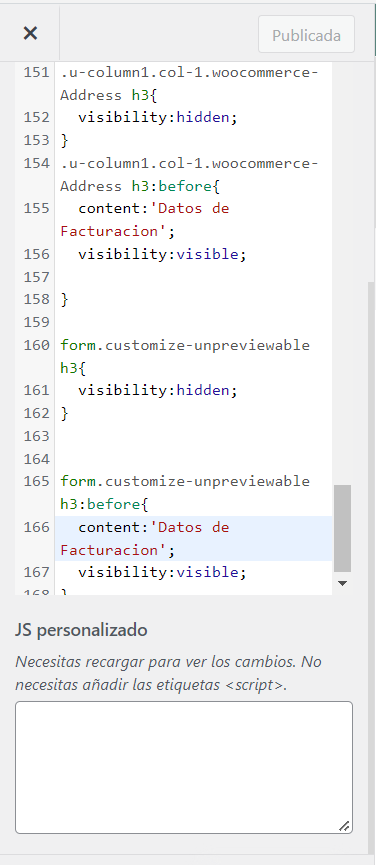 Publicada
151 .u-column1.col-1.woocommerce-
Address h3{
152 visibility:hidden;
153 }
154 .u-column1.col-1.woocommerce-
Address h3:before{
155 content:'Datos de
Facturacion';
156 visibility:visible;
157
158 }
159
160 form.customize-unpreviewable
h3{
161 visibility:hidden;
162 }
163
164
165 form.customize-unpreviewable
h3:before{
166 content:'Datos de
Facturacion';
167 visibility:visible;
168 }
JS personalizado
Necesitas recargar para ver los cambios. No
necesitas añadir las etiquetas <script>.